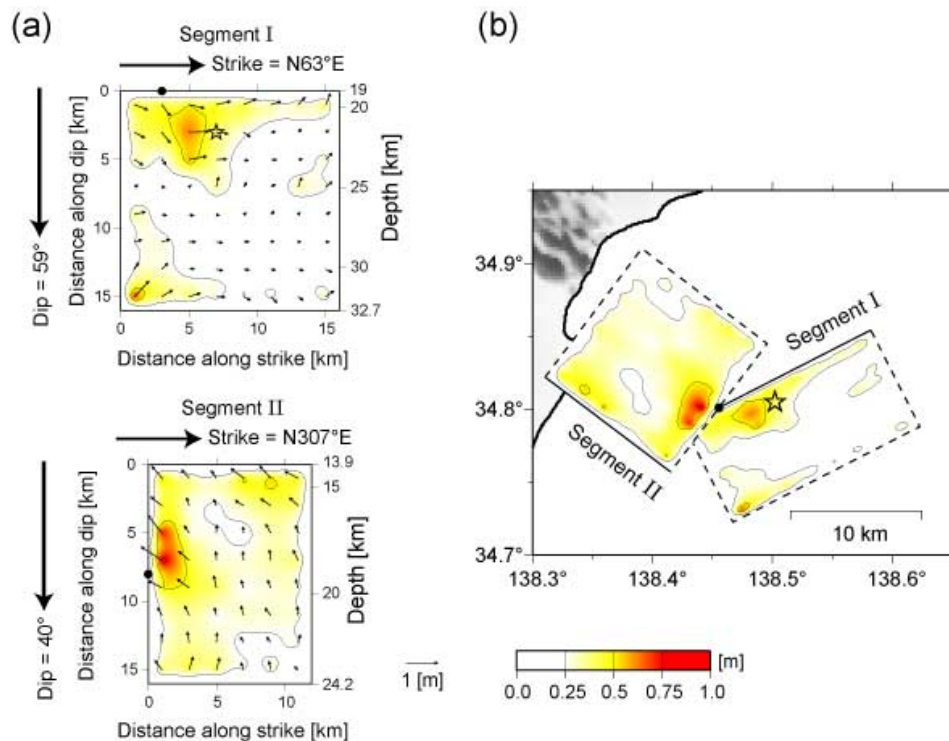 (a)
Segment I
Strike = N63°E
0
5
10
15
Distance along dip [km]
Dip = 59°
19
20
25
30
32.7
Depth [km]
0 5 10 15
Distance along strike [km]
Segment II
Strike = N307°E
0
5
10
15
Distance along dip [km]
Dip = 40°
13.9
15
20
24.2
Depth [km]
0 5 10
Distance along strike [km]
1 [m]
(b)
34.9°
34.8°
34.7°
138.3° 138.4° 138.5° 138.6°
Segment I
Segment II
10 km
[m]
0.0 0.25 0.5 0.75 1.0